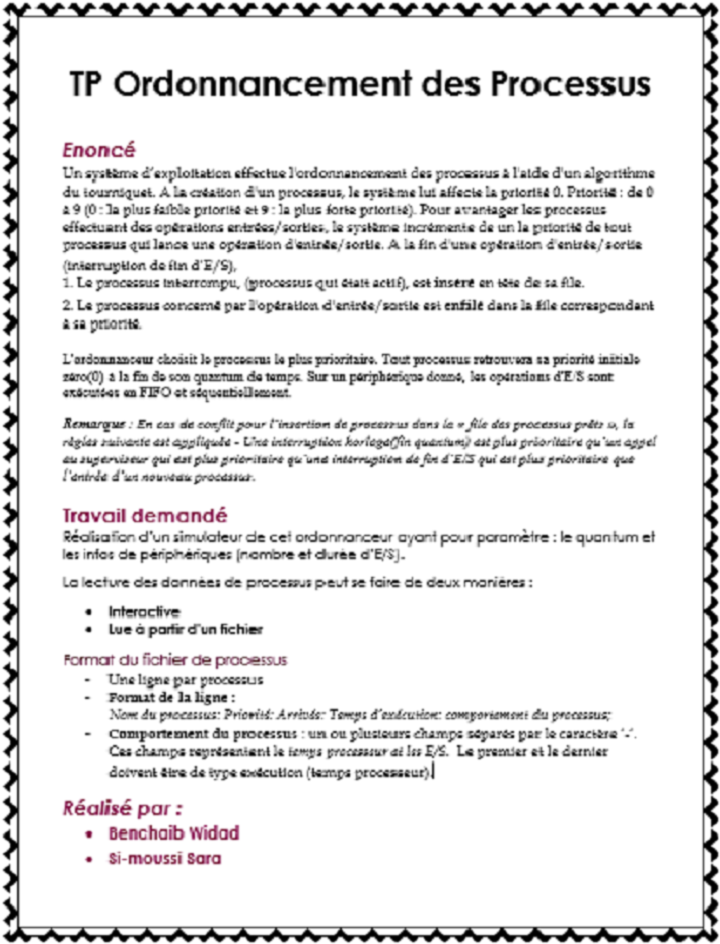 TP Ordonnancement des Processus
Enoncé
Un système d'exploitation effectue l'ordonnancement des processus à l'aide d'un algorithme
du tourniquet. A la création d'un processus, le système lui affecte la priorité 0. Priorité : de 0
à 9 (0 : la plus faible priorité et 9 : la plus forte priorité). Pour avantager les processus
effectuant des opérations entrées/sorties, le système incrémente de un la priorité de tout
processus qui lance une opération d'entrée/sortie. A la fin d'une opération d'entrée/sortie
(interruption de fin d'E/S),
1. Le processus interrompu, (processus qui était actif), est inséré en tête de sa file.
2. Le processus concerné par l'opération d'entrée/sortie est enfilé dans la file correspondant
à sa priorité.
L'ordonnanceur choisit le processus le plus prioritaire. Tout processus retrouvera sa priorité initiale
zéro(0) à la fin de son quantum de temps. Sur un périphérique donné, les opérations d'E/S sont
exécutées en FIFO et séquentiellement.
Remarque : En cas de conflit pour l'insertion de processus dans la « file des processus prêts », la
règles suivante est appliquée - Une interruption horloge(fin quantum) est plus prioritaire qu'un appel
au superviseur qui est plus prioritaire qu'une interruption de fin d'E/S qui est plus prioritaire que
l'entrée d'un nouveau processus.
Travail demandé
Réalisation d'un simulateur de cet ordonnanceur ayant pour paramètre : le quantum et
les infos de périphériques (nombre et durée d'E/S).
La lecture des données de processus peut se faire de deux manières :
• Interactive
• Lue à partir d'un fichier
Format du fichier de processus
- Une ligne par processus
- Format de la ligne :
Nom du processus: Priorité: Arrivée: Temps d'exécution: comportement du processus;
- Comportement du processus : un ou plusieurs champs séparés par le caractère '-'.
Ces champs représentent le temps processeur et les E/S. Le premier et le dernier
doivent être de type exécution (temps processeur).
Réalisé par :
• Benchaib Widad
• Si-moussi Sara